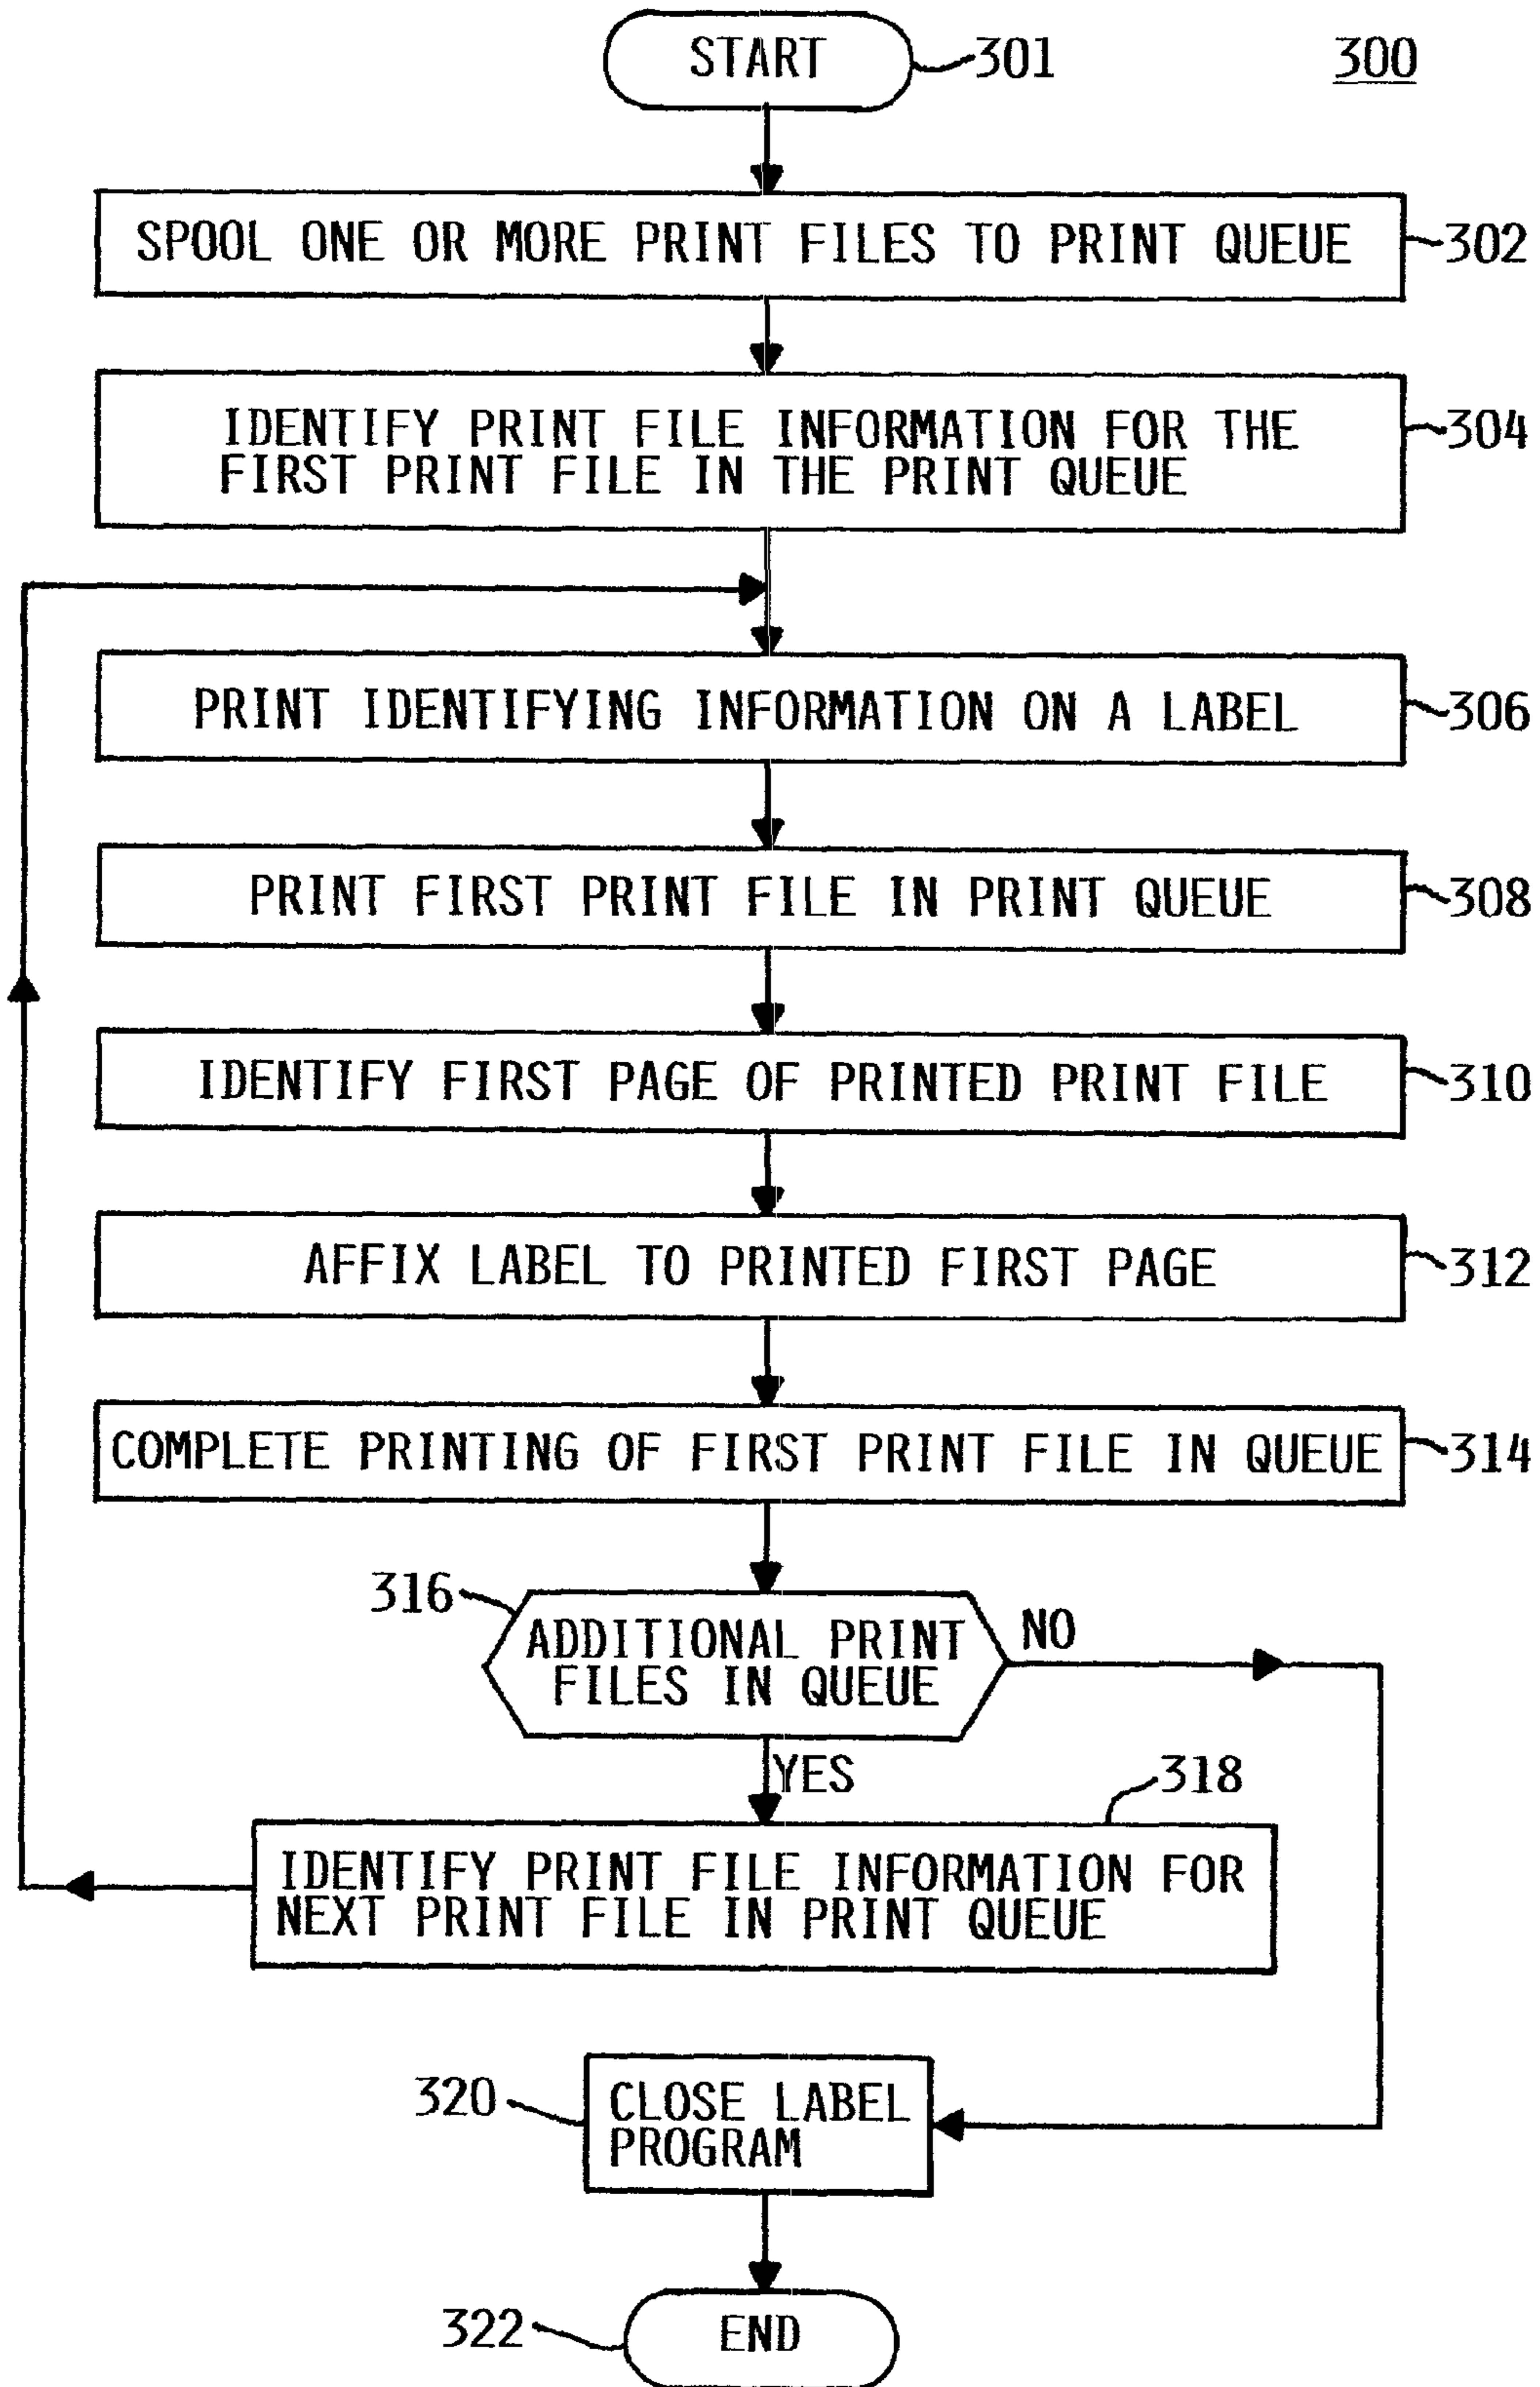 START
301
300
SPOOL ONE OR MORE PRINT FILES TO PRINT QUEUE
302
IDENTIFY PRINT FILE INFORMATION FOR THE
FIRST PRINT FILE IN THE PRINT QUEUE
304
PRINT IDENTIFYING INFORMATION ON A LABEL
306
PRINT FIRST PRINT FILE IN PRINT QUEUE
308
IDENTIFY FIRST PAGE OF PRINTED PRINT FILE
310
AFFIX LABEL TO PRINTED FIRST PAGE
312
COMPLETE PRINTING OF FIRST PRINT FILE IN QUEUE
314
316
ADDITIONAL PRINT
FILES IN QUEUE
NO
YES
318
IDENTIFY PRINT FILE INFORMATION FOR
NEXT PRINT FILE IN PRINT QUEUE
320
CLOSE LABEL
PROGRAM
322
END